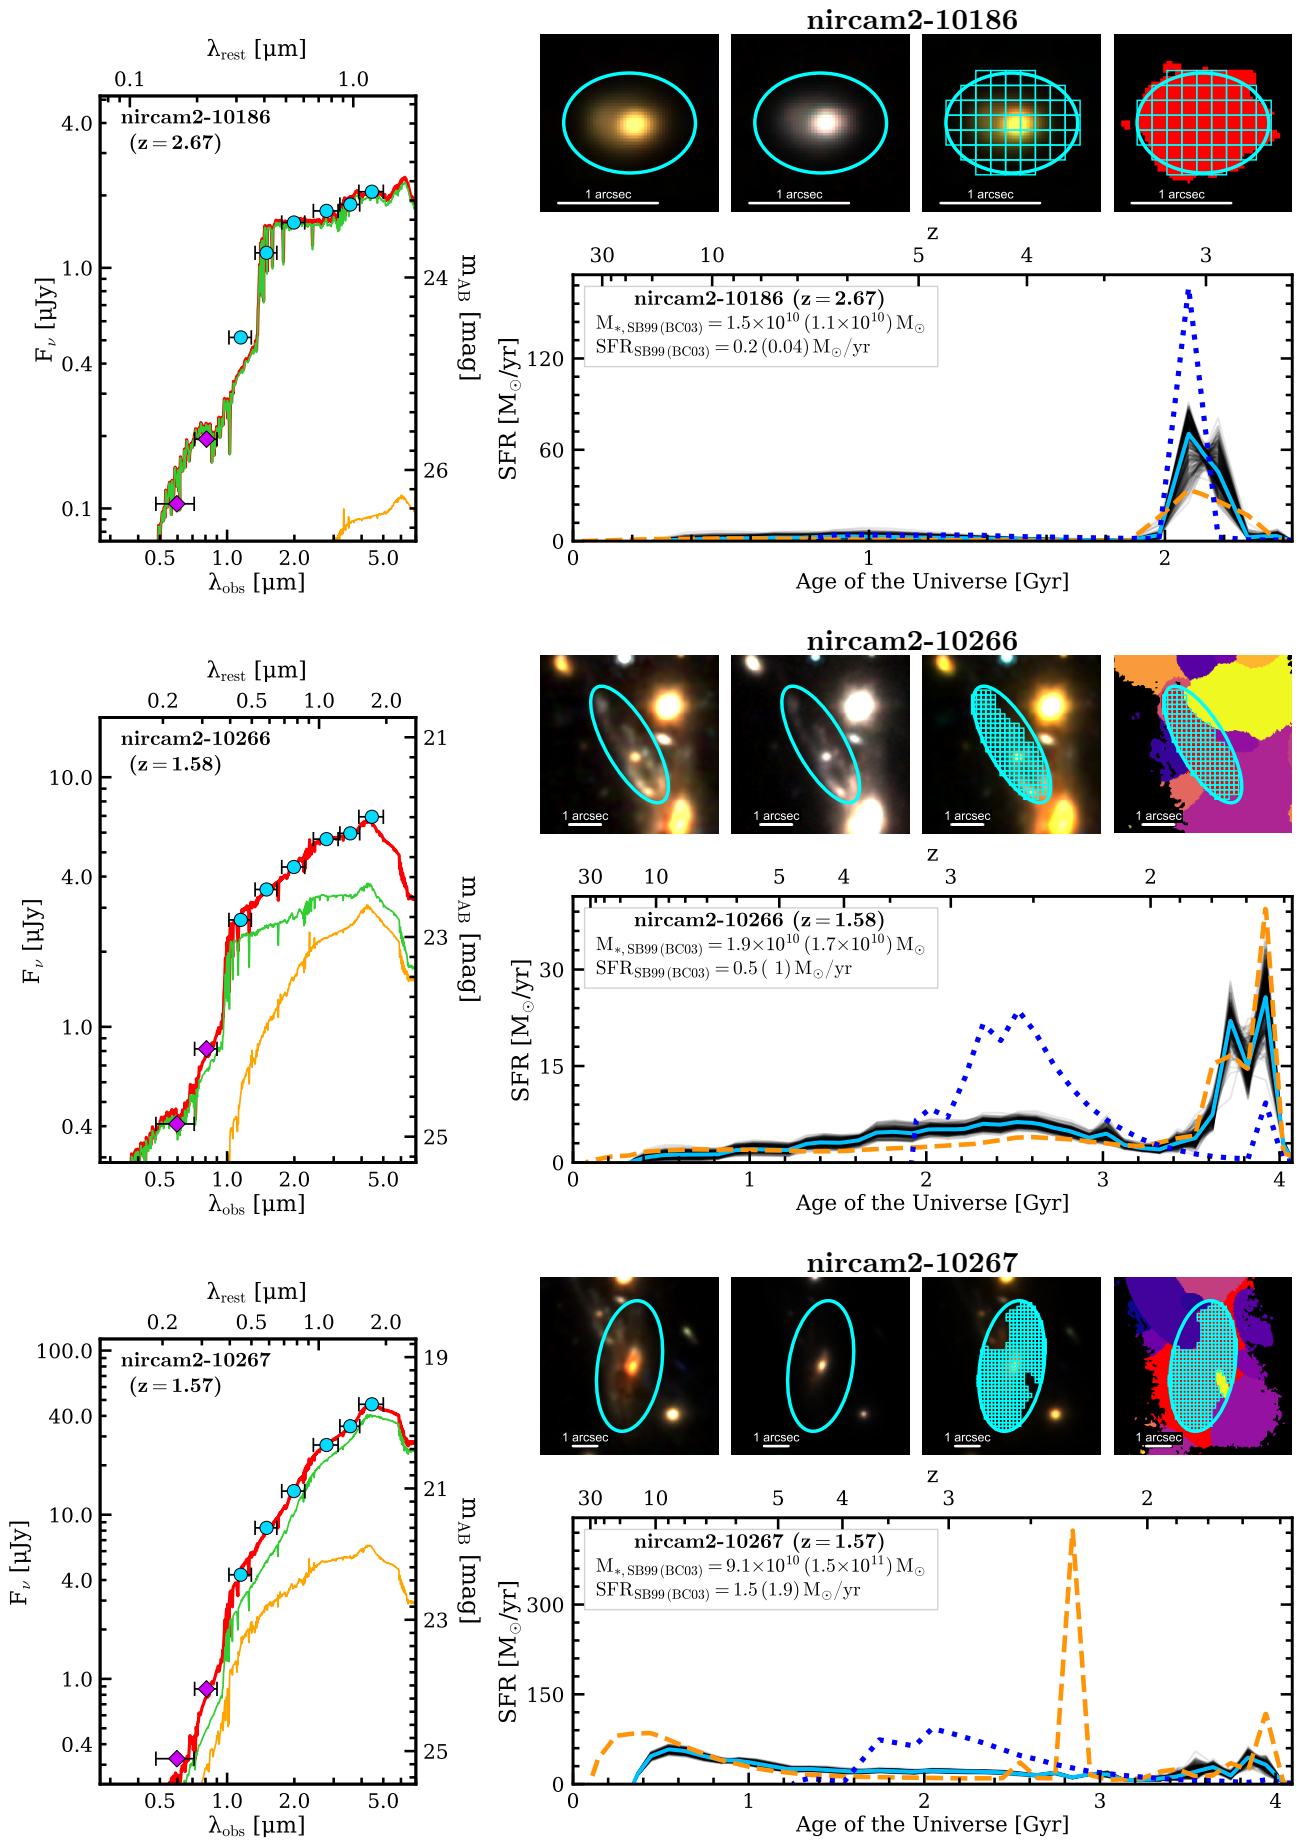 nircam2-10186
λrest [μm]
0.1 1.0
nircam2-10186
(z = 2.67)
4.0
1.0
0.4
0.1
Fν [μJy]
24
26
mAB [mag]
0.5 1.0 2.0 5.0
λobs [μm]
1 arcsec
1 arcsec
1 arcsec
1 arcsec
z
30 10 5 4 3
nircam2-10186 (z = 2.67)
M*,SB99(BC03) = 1.5×10^10 (1.1×10^10) M⊙
SFRSB99(BC03) = 0.2 (0.04) M⊙/yr
120
60
0
SFR [M⊙/yr]
0 1 2
Age of the Universe [Gyr]
nircam2-10266
λrest [μm]
0.2 0.5 1.0 2.0
nircam2-10266
(z = 1.58)
10.0
4.0
1.0
0.4
Fν [μJy]
21
23
25
mAB [mag]
0.5 1.0 2.0 5.0
λobs [μm]
1 arcsec
1 arcsec
1 arcsec
1 arcsec
z
30 10 5 4 3 2
nircam2-10266 (z = 1.58)
M*,SB99(BC03) = 1.9×10^10 (1.7×10^10) M⊙
SFRSB99(BC03) = 0.5 ( 1) M⊙/yr
30
15
0
SFR [M⊙/yr]
0 1 2 3 4
Age of the Universe [Gyr]
nircam2-10267
λrest [μm]
0.2 0.5 1.0 2.0
nircam2-10267
(z = 1.57)
100.0
40.0
10.0
4.0
1.0
0.4
Fν [μJy]
19
21
23
25
mAB [mag]
0.5 1.0 2.0 5.0
λobs [μm]
1 arcsec
1 arcsec
1 arcsec
1 arcsec
z
30 10 5 4 3 2
nircam2-10267 (z = 1.57)
M*,SB99(BC03) = 9.1×10^10 (1.5×10^11) M⊙
SFRSB99(BC03) = 1.5 (1.9) M⊙/yr
300
150
0
SFR [M⊙/yr]
0 1 2 3 4
Age of the Universe [Gyr]